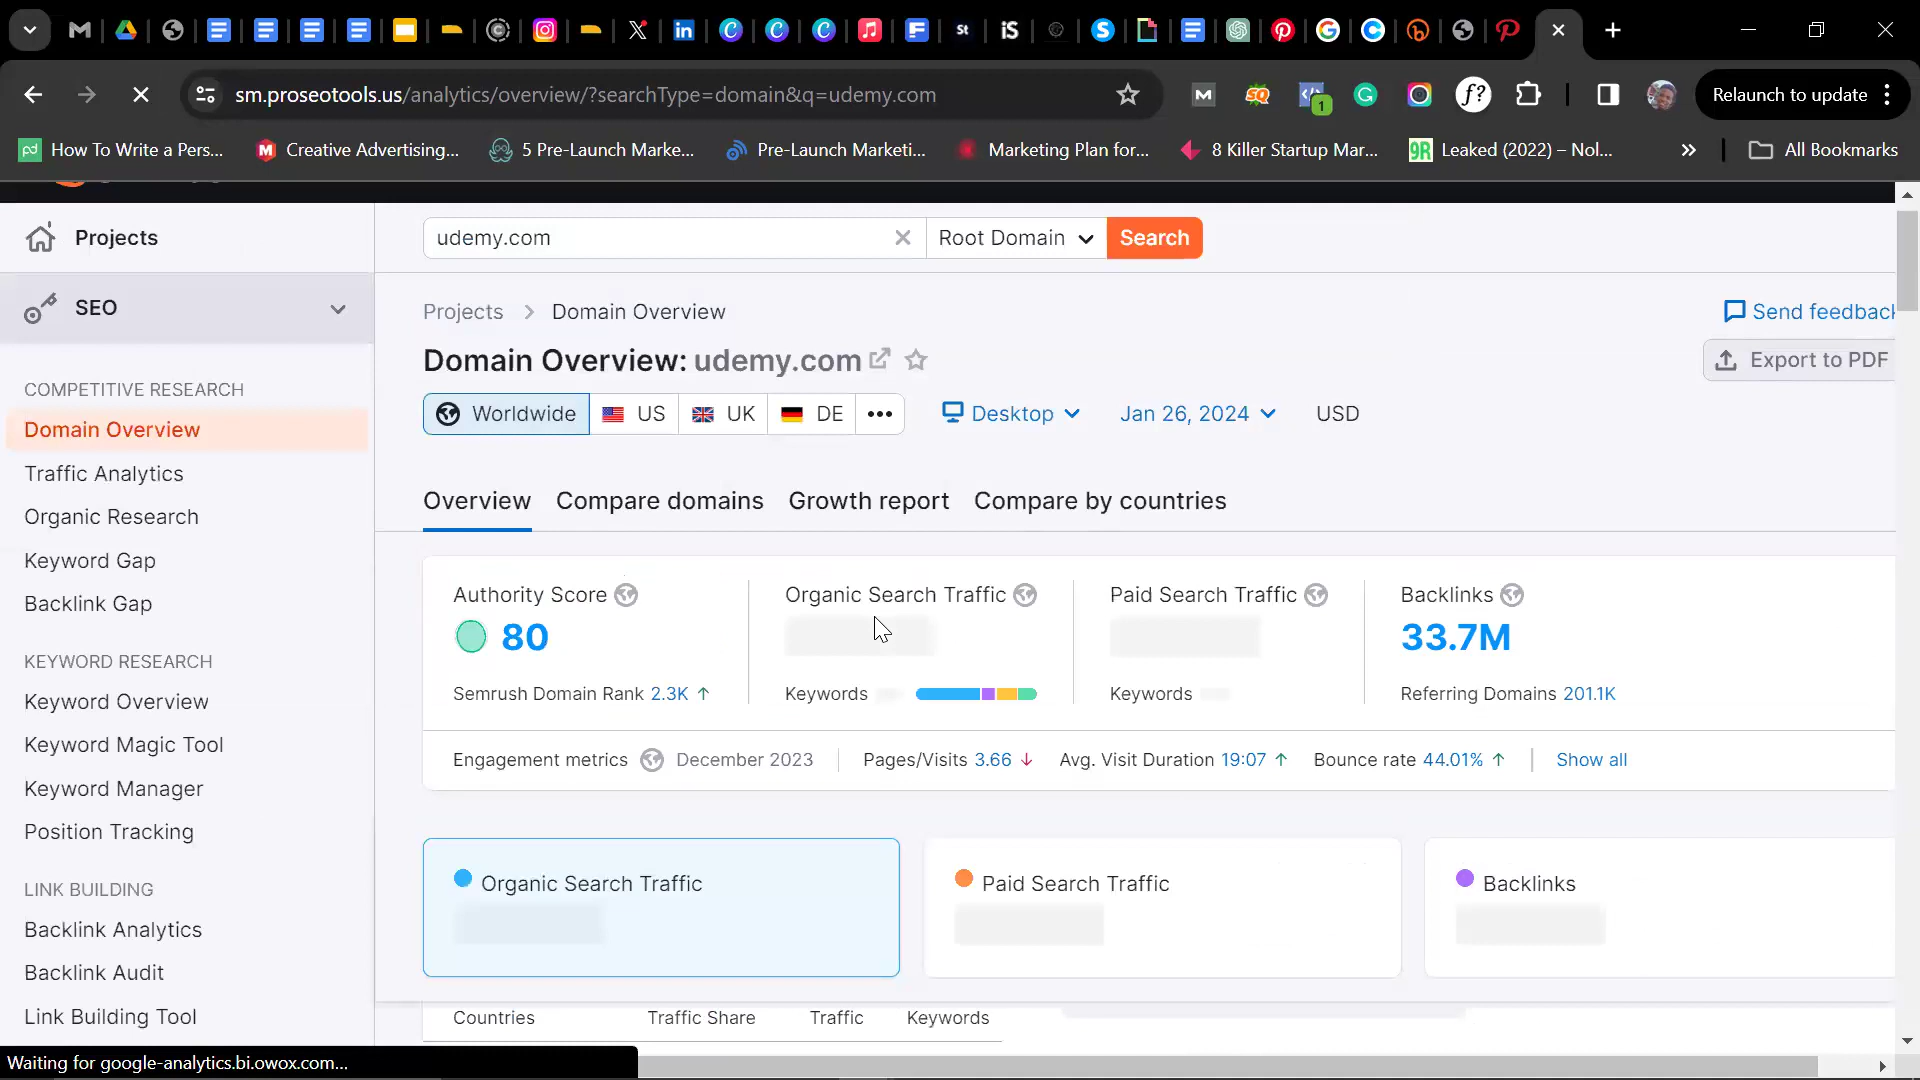 sm.proseotools.us/analytics/overview/?searchType=domain&q=udemy.com
1
f?
Relaunch to update
How To Write a Pers...
Creative Advertising...
5 Pre-Launch Marke...
Pre-Launch Marketi...
Marketing Plan for...
8 Killer Startup Mar...
Leaked (2022) – Nol...
All Bookmarks
Projects
udemy.com
Root Domain
Search
SEO
Projects
Domain Overview
Send feedback
Domain Overview: udemy.com
Export to PDF
Worldwide
US
UK
DE
Desktop
Jan 26, 2024
USD
COMPETITIVE RESEARCH
Domain Overview
Traffic Analytics
Organic Research
Keyword Gap
Backlink Gap
KEYWORD RESEARCH
Keyword Overview
Keyword Magic Tool
Keyword Manager
Position Tracking
LINK BUILDING
Backlink Analytics
Backlink Audit
Link Building Tool
Overview
Compare domains
Growth report
Compare by countries
Authority Score
80
Semrush Domain Rank 2.3K ↑
Organic Search Traffic
Keywords
Paid Search Traffic
Keywords
Backlinks
33.7M
Referring Domains 201.1K
Engagement metrics
December 2023
Pages/Visits 3.66 ↓
Avg. Visit Duration 19:07 ↑
Bounce rate 44.01% ↑
Show all
Organic Search Traffic
Paid Search Traffic
Backlinks
Countries
Traffic Share
Traffic
Keywords
Waiting for google-analytics.bi.owox.com...